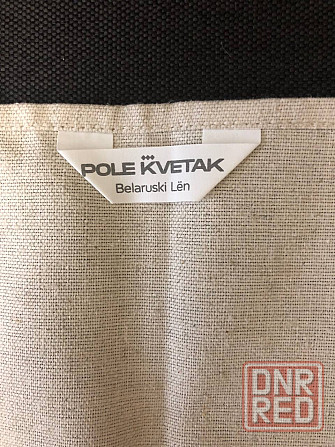 POLE KVETAK
Belaruski Lën
DNR
RED